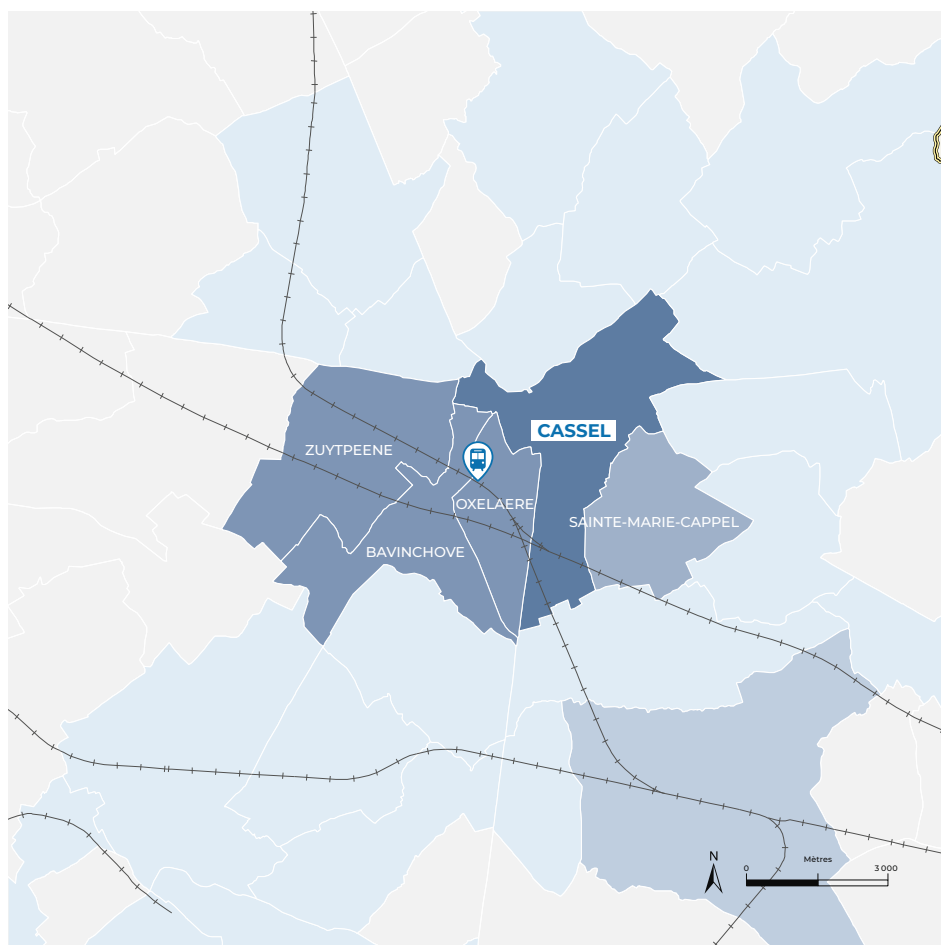 CASSEL
ZUYTPEENE
OXELAERE
SAINTE-MARIE-CAPPEL
BAVINCHOVE
N
Mètres
0
3 000